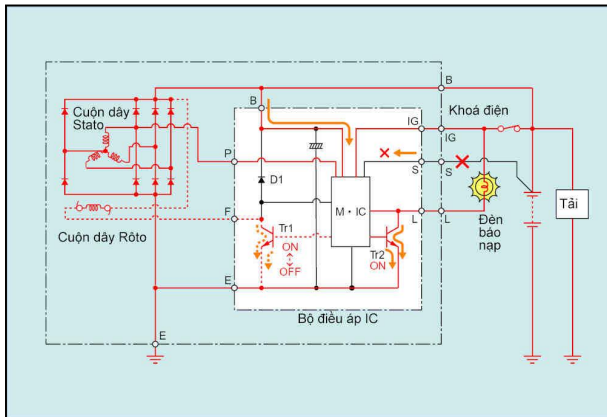 B
Cuộn dây
Stato
B
Khoá điện
IG
IG
P
S
S
D1
M • IC
F
L
L
Tải
Đèn
báo
nạp
Cuộn dây Rôto
Tr1
ON
OFF
Tr2
ON
E
Bộ điều áp IC
E